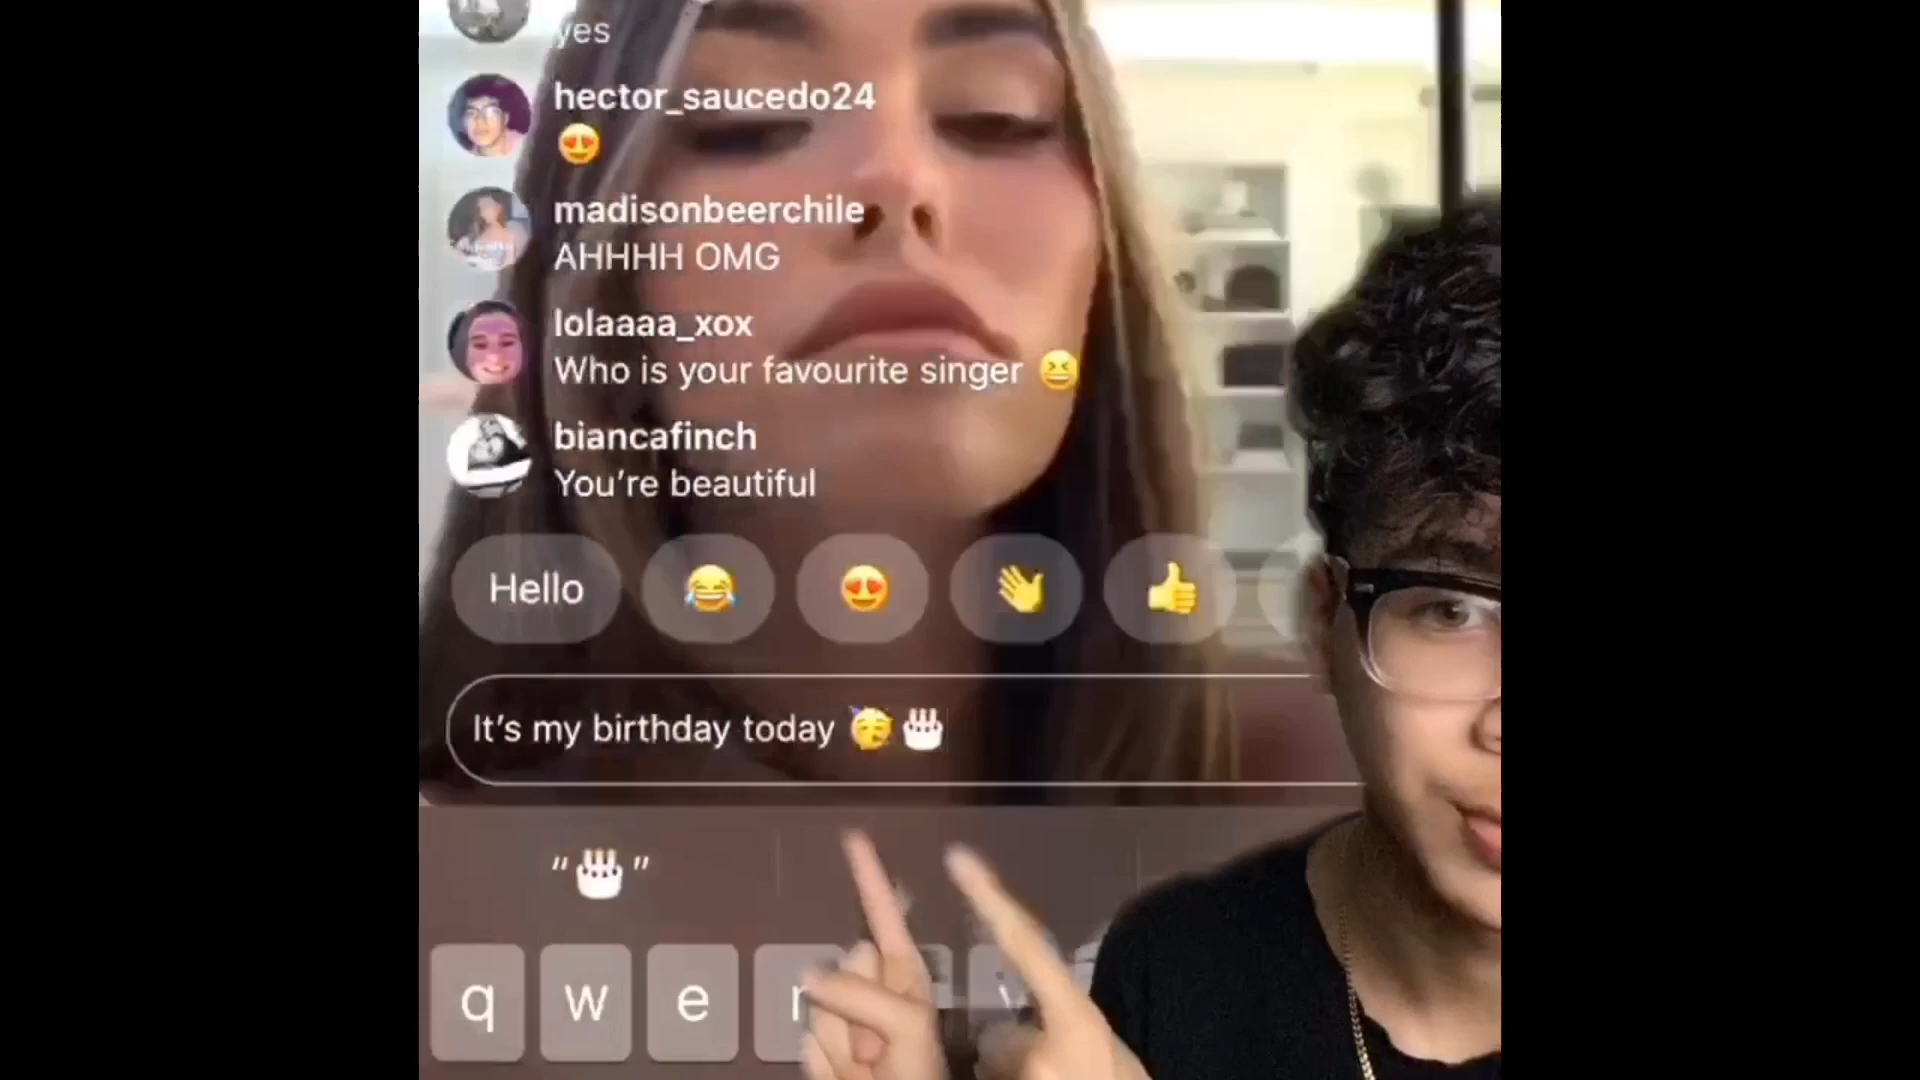 yes
hector_saucedo24
😍
madisonbeerchile
AHHHH OMG
lolaaaa_xox
Who is your favourite singer 😆
biancafinch
You’re beautiful
Hello 😂 😍 👋 👍
It’s my birthday today 🥳 🎂
“🎂”
q w e r